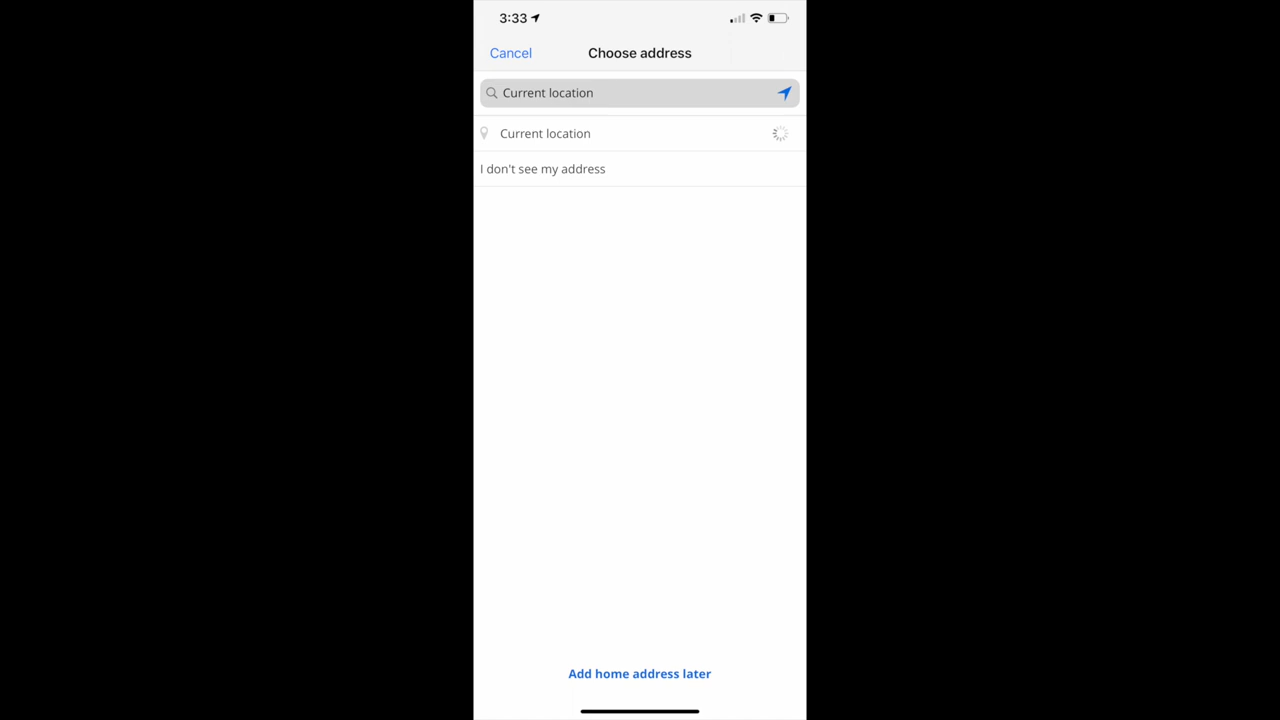 3:33
Cancel
Choose address
Current location
Current location
I don't see my address
Add home address later